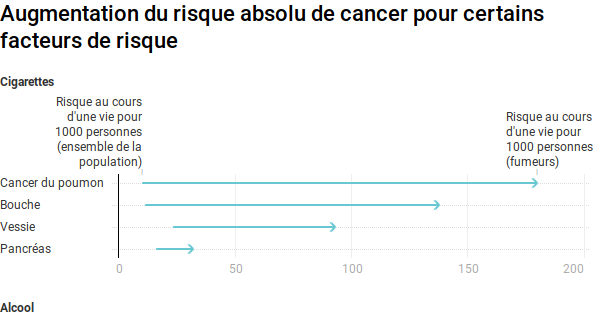 Augmentation du risque absolu de cancer pour certains
facteurs de risque
Cigarettes
Risque au cours
d'une vie pour
1000 personnes
(ensemble de la
population)
Risque au cours
d'une vie pour
1000 personnes
(fumeurs)
Cancer du poumon
Bouche
Vessie
Pancréas
0 50 100 150 200
Alcool